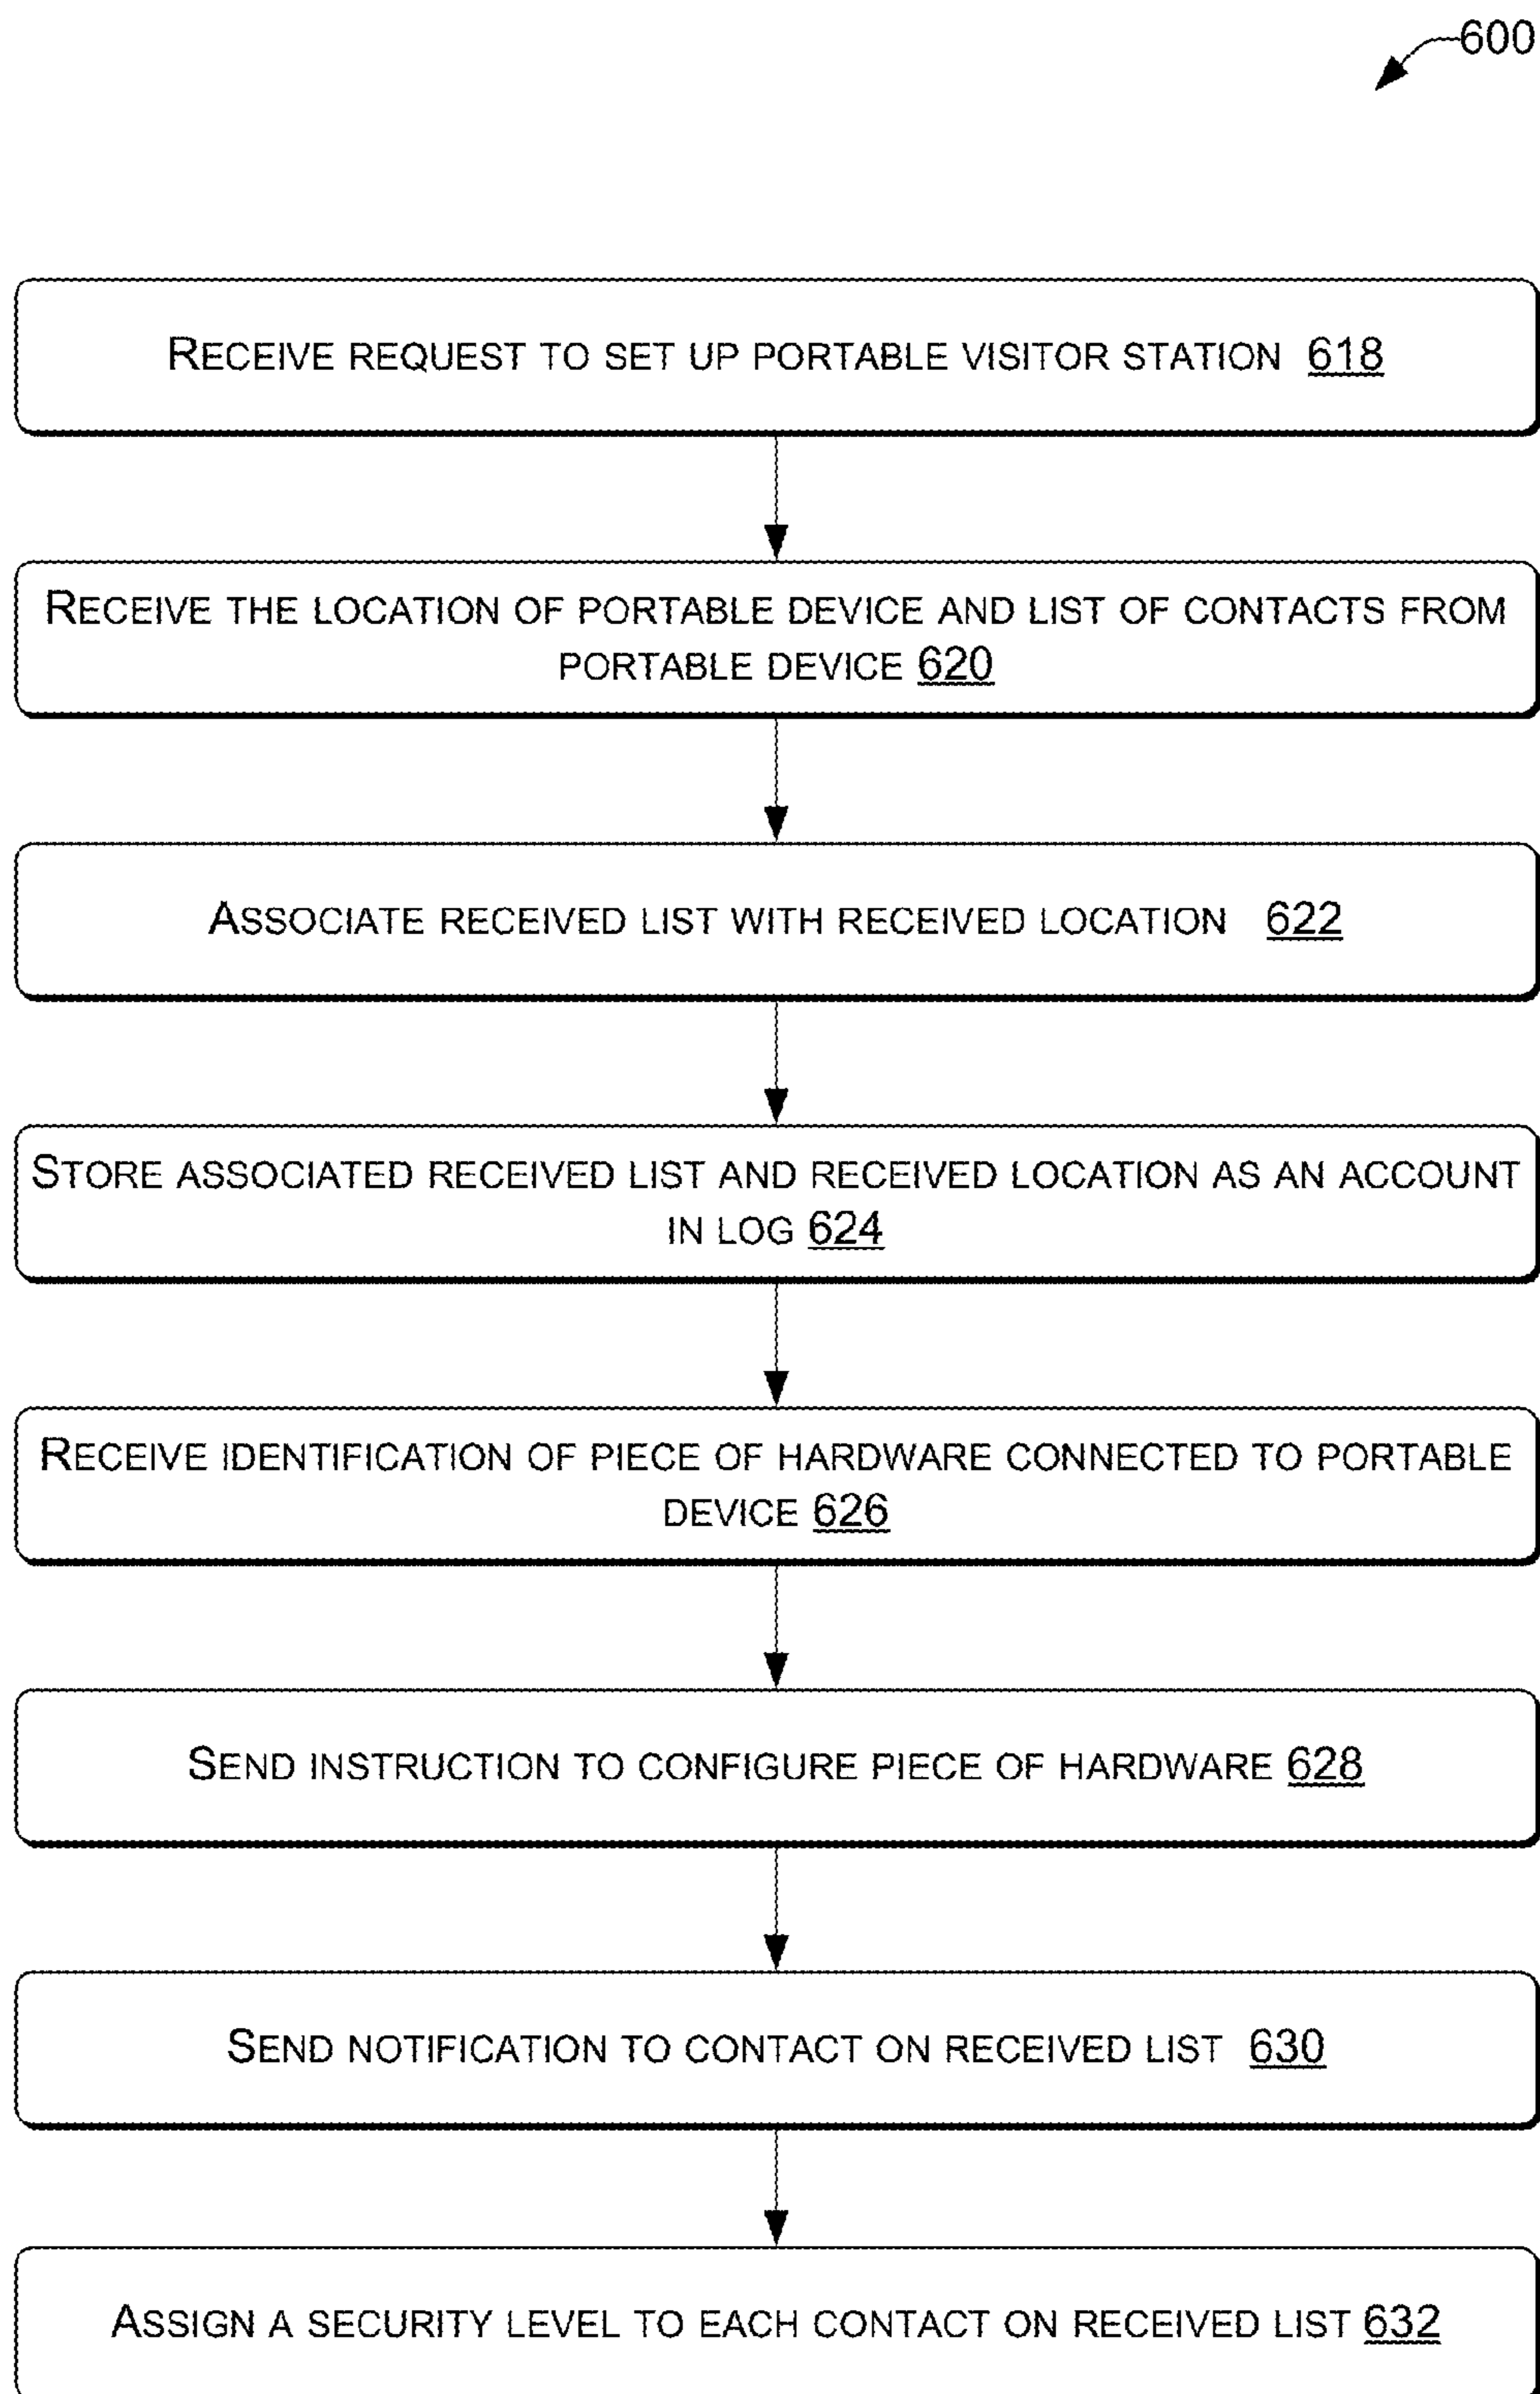 600
RECEIVE REQUEST TO SET UP PORTABLE VISITOR STATION 618
RECEIVE THE LOCATION OF PORTABLE DEVICE AND LIST OF CONTACTS FROM
PORTABLE DEVICE 620
ASSOCIATE RECEIVED LIST WITH RECEIVED LOCATION 622
STORE ASSOCIATED RECEIVED LIST AND RECEIVED LOCATION AS AN ACCOUNT
IN LOG 624
RECEIVE IDENTIFICATION OF PIECE OF HARDWARE CONNECTED TO PORTABLE
DEVICE 626
SEND INSTRUCTION TO CONFIGURE PIECE OF HARDWARE 628
SEND NOTIFICATION TO CONTACT ON RECEIVED LIST 630
ASSIGN A SECURITY LEVEL TO EACH CONTACT ON RECEIVED LIST 632